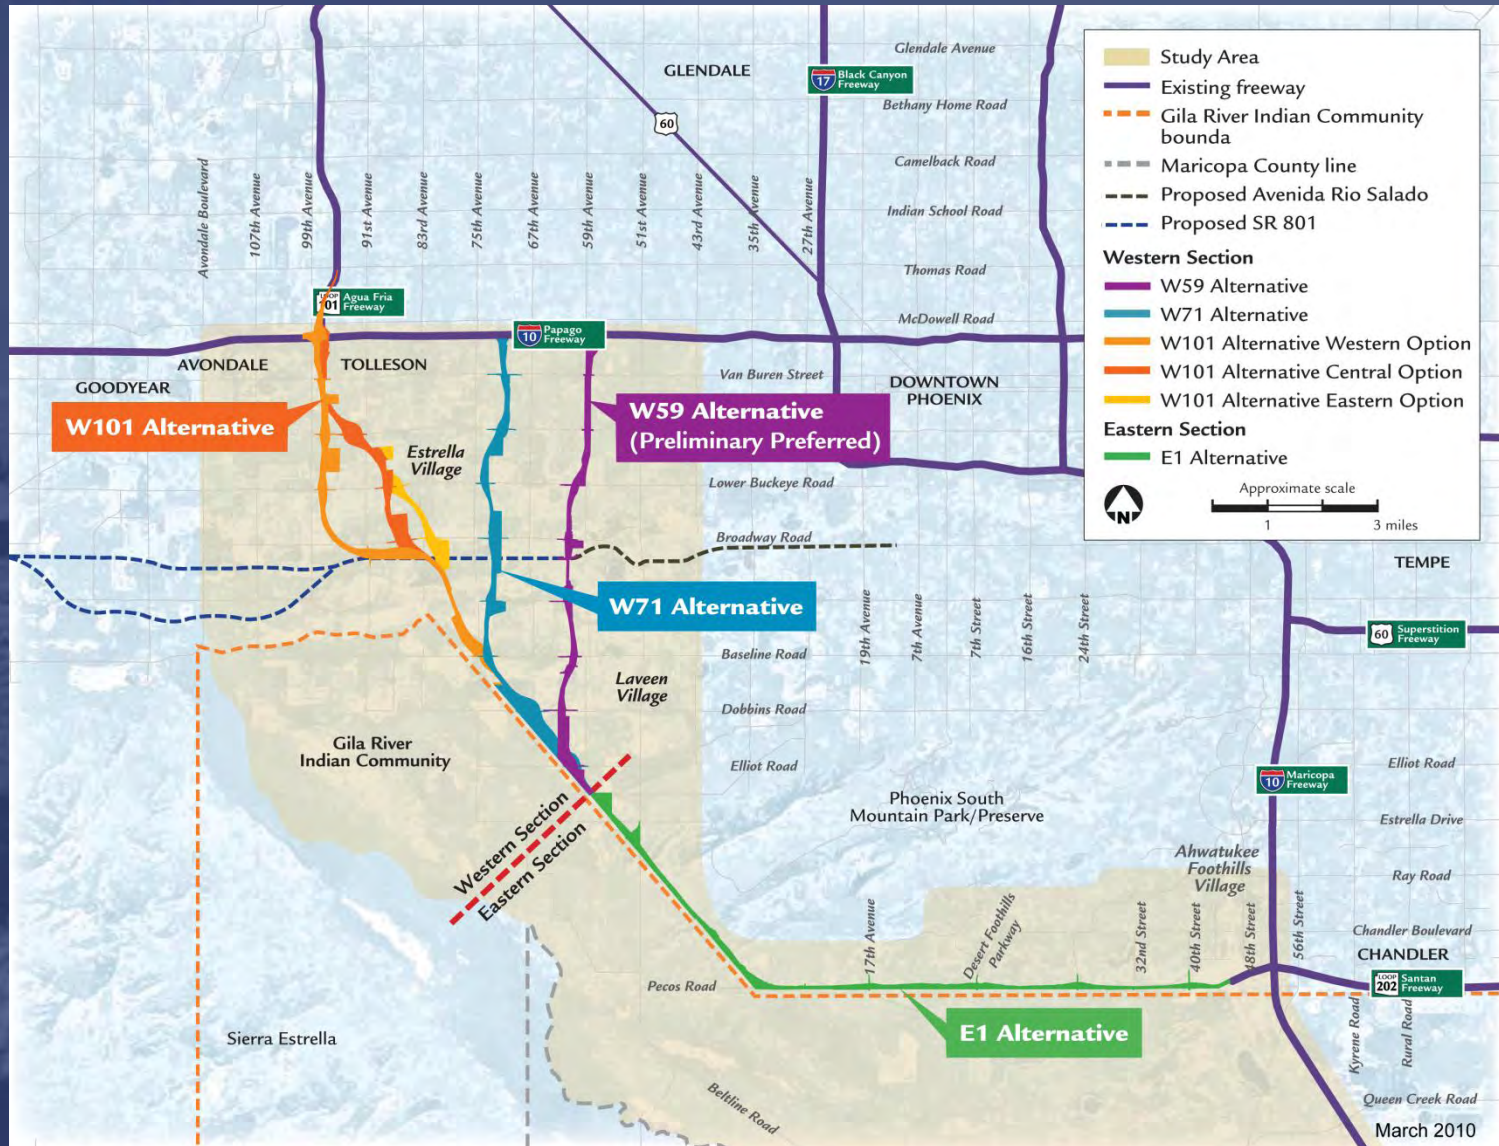 GLENDALE
17
Black Canyon
Freeway
60
Glendale Avenue
Bethany Home Road
Camelback Road
Indian School Road
Thomas Road
McDowell Road
Avondale Boulevard
107th Avenue
99th Avenue
91st Avenue
83rd Avenue
75th Avenue
67th Avenue
59th Avenue
51st Avenue
43rd Avenue
35th Avenue
27th Avenue
Study Area
Existing freeway
Gila River Indian Community
bounda
Maricopa County line
Proposed Avenida Rio Salado
Proposed SR 801
Western Section
W59 Alternative
W71 Alternative
W101 Alternative Western Option
W101 Alternative Central Option
W101 Alternative Eastern Option
Eastern Section
E1 Alternative
N
Approximate scale
1
3 miles
LOOP
101
Agua Fria
Freeway
10
Papago
Freeway
AVONDALE
TOLLESON
GOODYEAR
Van Buren Street
DOWNTOWN
PHOENIX
W101 Alternative
W59 Alternative
(Preliminary Preferred)
Estrella
Village
Lower Buckeye Road
Broadway Road
TEMPE
W71 Alternative
19th Avenue
7th Avenue
7th Street
16th Street
24th Street
60
Superstition
Freeway
Baseline Road
Laveen
Village
Dobbins Road
Gila River
Indian Community
Elliot Road
10
Maricopa
Freeway
Elliot Road
Phoenix South
Mountain Park/Preserve
Estrella Drive
Western Section
Eastern Section
Ahwatukee
Foothills
Village
Ray Road
17th Avenue
Desert Foothills
Parkway
32nd Street
40th Street
48th Street
56th Street
Chandler Boulevard
CHANDLER
LOOP
202
Santan
Freeway
Pecos Road
E1 Alternative
Sierra Estrella
Kyrene Road
Rural Road
Beltline Road
Queen Creek Road
March 2010